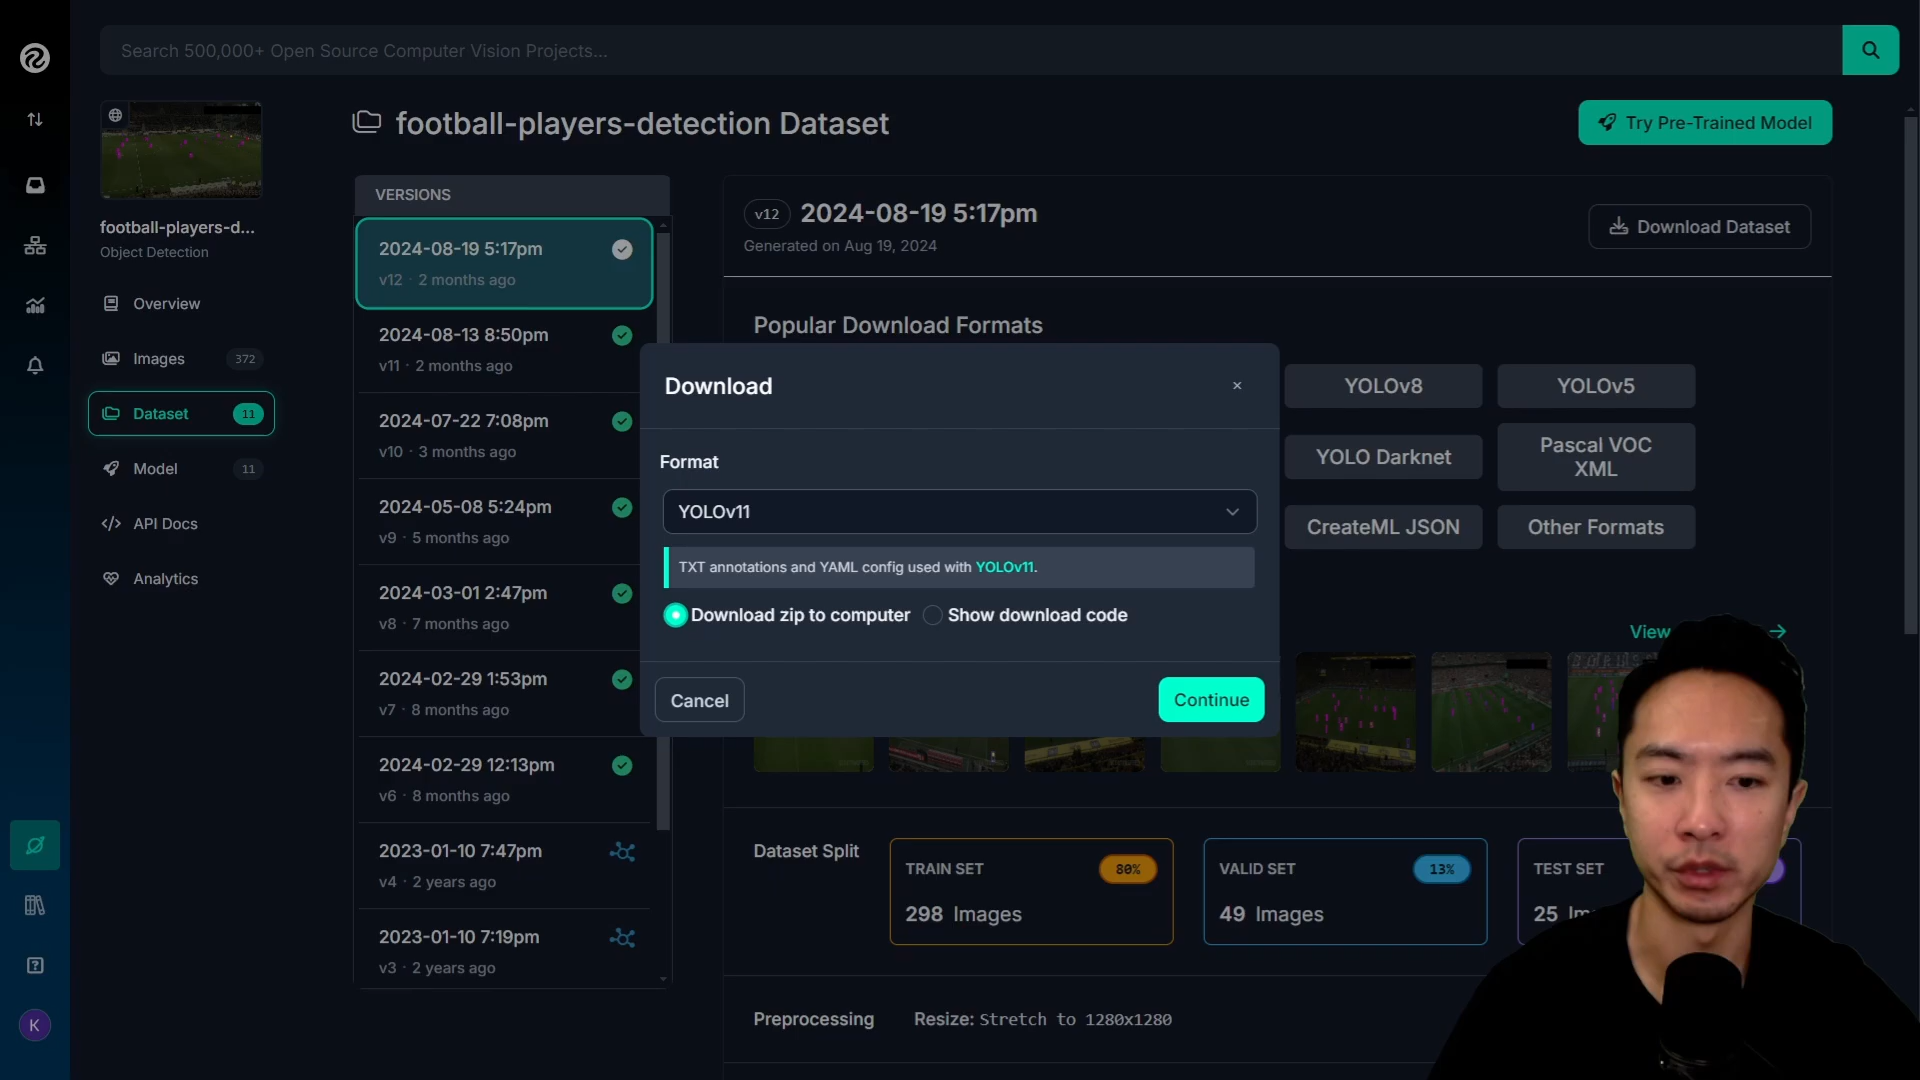 Search 500,000+ Open Source Computer Vision Projects...
football-players-detection Dataset
Try Pre-Trained Model
football-players-d...
Object Detection
Overview
Images 372
Dataset 11
Model 11
API Docs
Analytics
K
VERSIONS
2024-08-19 5:17pm
v12 · 2 months ago
2024-08-13 8:50pm
v11 · 2 months ago
2024-07-22 7:08pm
v10 · 3 months ago
2024-05-08 5:24pm
v9 · 5 months ago
2024-03-01 2:47pm
v8 · 7 months ago
2024-02-29 1:53pm
v7 · 8 months ago
2024-02-29 12:13pm
v6 · 8 months ago
2023-01-10 7:47pm
v4 · 2 years ago
2023-01-10 7:19pm
v3 · 2 years ago
v12 2024-08-19 5:17pm
Generated on Aug 19, 2024
Download Dataset
Popular Download Formats
YOLOv8 YOLOv5
YOLO Darknet
Pascal VOC
XML
CreateML JSON Other Formats
Download ×
Format
YOLOv11
TXT annotations and YAML config used with YOLOv11.
Download zip to computer Show download code
Cancel Continue
View
Dataset Split
TRAIN SET 80%
298 Images
VALID SET 13%
49 Images
TEST SET
25
Preprocessing Resize: Stretch to 1280x1280